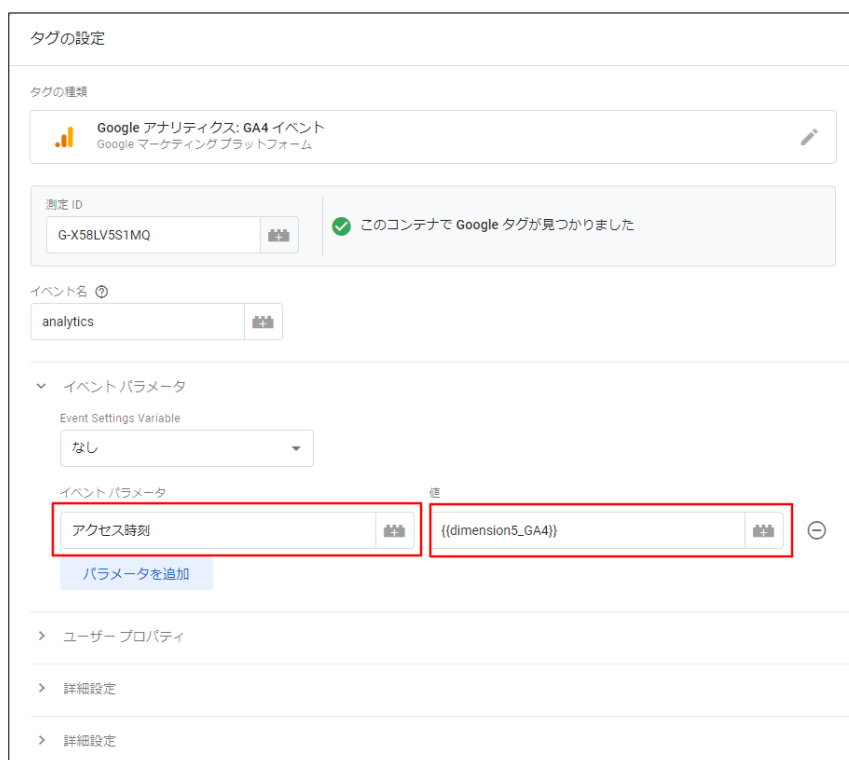 タグの設定
タグの種類
Google アナリティクス: GA4 イベント
Google マーケティング プラットフォーム
測定 ID
G-X58LV5S1MQ
このコンテナで Google タグが見つかりました
イベント名
analytics
イベント パラメータ
Event Settings Variable
なし
イベント パラメータ 値
アクセス時刻 {{dimension5_GA4}}
パラメータを追加
ユーザー プロパティ
詳細設定
詳細設定